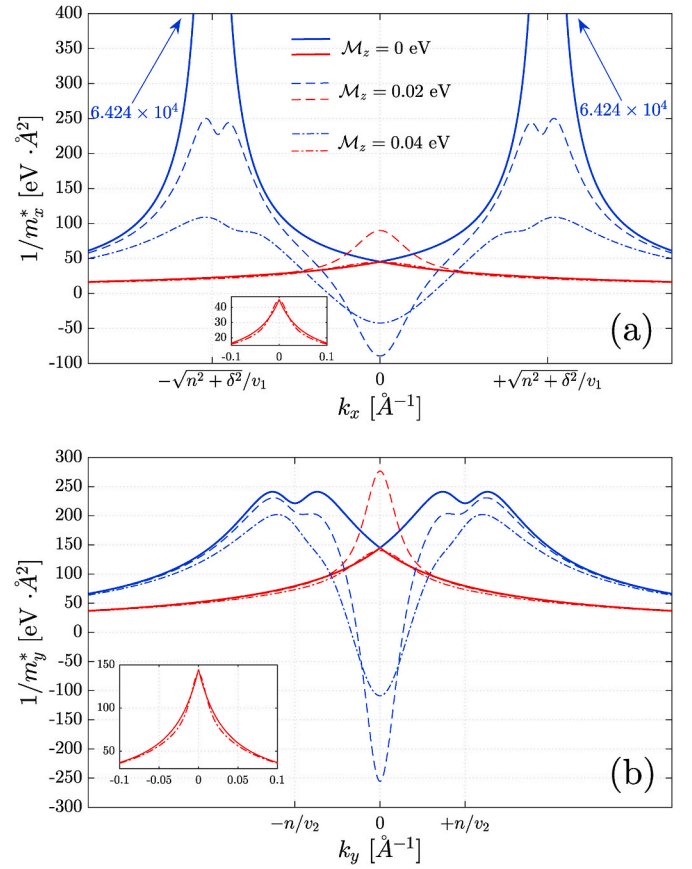 400
350
300
250
200
150
100
50
0
-50
-100
1/m*x [eV · Å²]
6.424 × 10⁴
6.424 × 10⁴
ℳz = 0 eV
ℳz = 0.02 eV
ℳz = 0.04 eV
40
30
20
-0.1 0 0.1
(a)
−√n² + δ²/v₁ 0 +√n² + δ²/v₁
kx [Å⁻¹]
300
250
200
150
100
50
0
-50
-100
-150
-200
-250
-300
1/m*y [eV · Å²]
150
100
50
-0.1 -0.05 0 0.05 0.1
(b)
−n/v₂ 0 +n/v₂
ky [Å⁻¹]